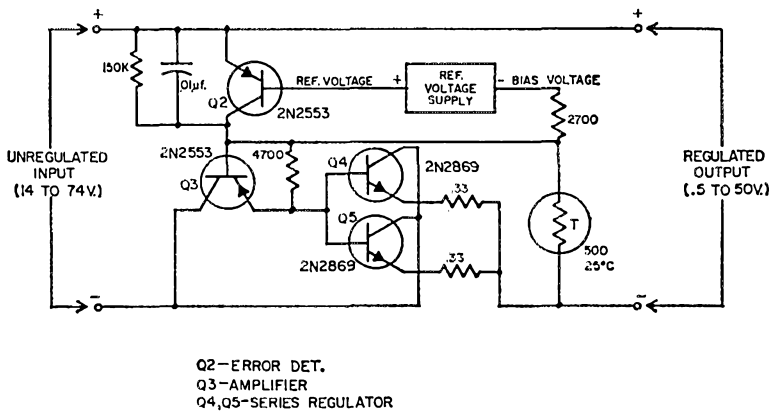 +
+
150K
.01µf.
Q2
2N2553
REF. VOLTAGE
+
REF.
VOLTAGE
SUPPLY
-
BIAS VOLTAGE
2700
UNREGULATED
INPUT
(14 TO 74V.)
2N2553
Q3
4700
Q4
2N2869
.33
Q5
2N2869
.33
T
500
25°C
REGULATED
OUTPUT
(.5 TO 50V.)
-
-
Q2-ERROR DET.
Q3-AMPLIFIER
Q4,Q5-SERIES REGULATOR